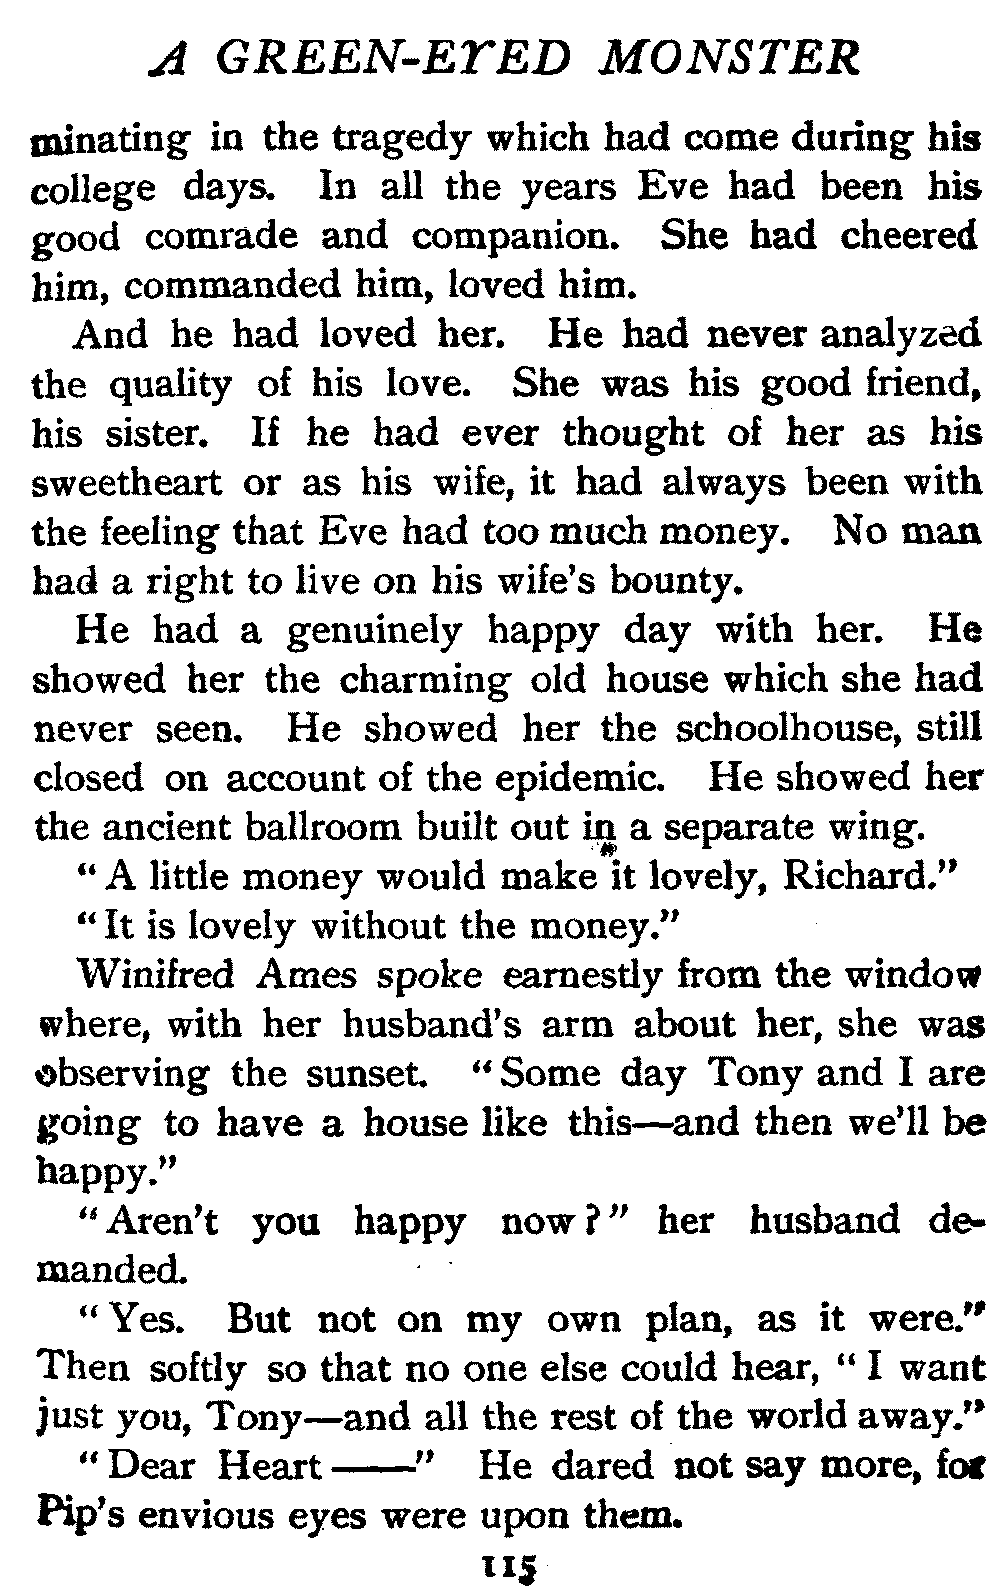 A GREEN-EYED MONSTER
minating in the tragedy which had come during his
college days. In all the years Eve had been his
good comrade and companion. She had cheered
him, commanded him, loved him.
And he had loved her. He had never analyzed
the quality of his love. She was his good friend,
his sister. If he had ever thought of her as his
sweetheart or as his wife, it had always been with
the feeling that Eve had too much money. No man
had a right to live on his wife's bounty.
He had a genuinely happy day with her. He
showed her the charming old house which she had
never seen. He showed her the schoolhouse, still
closed on account of the epidemic. He showed her
the ancient ballroom built out in a separate wing.
"A little money would make it lovely, Richard."
"It is lovely without the money."
Winifred Ames spoke earnestly from the window
where, with her husband's arm about her, she was
observing the sunset. "Some day Tony and I are
going to have a house like this—and then we'll be
happy."
"Aren't you happy now?" her husband de-
manded.
"Yes. But not on my own plan, as it were."
Then softly so that no one else could hear, "I want
just you, Tony—and all the rest of the world away."
"Dear Heart ——" He dared not say more, for
Pip's envious eyes were upon them.
115